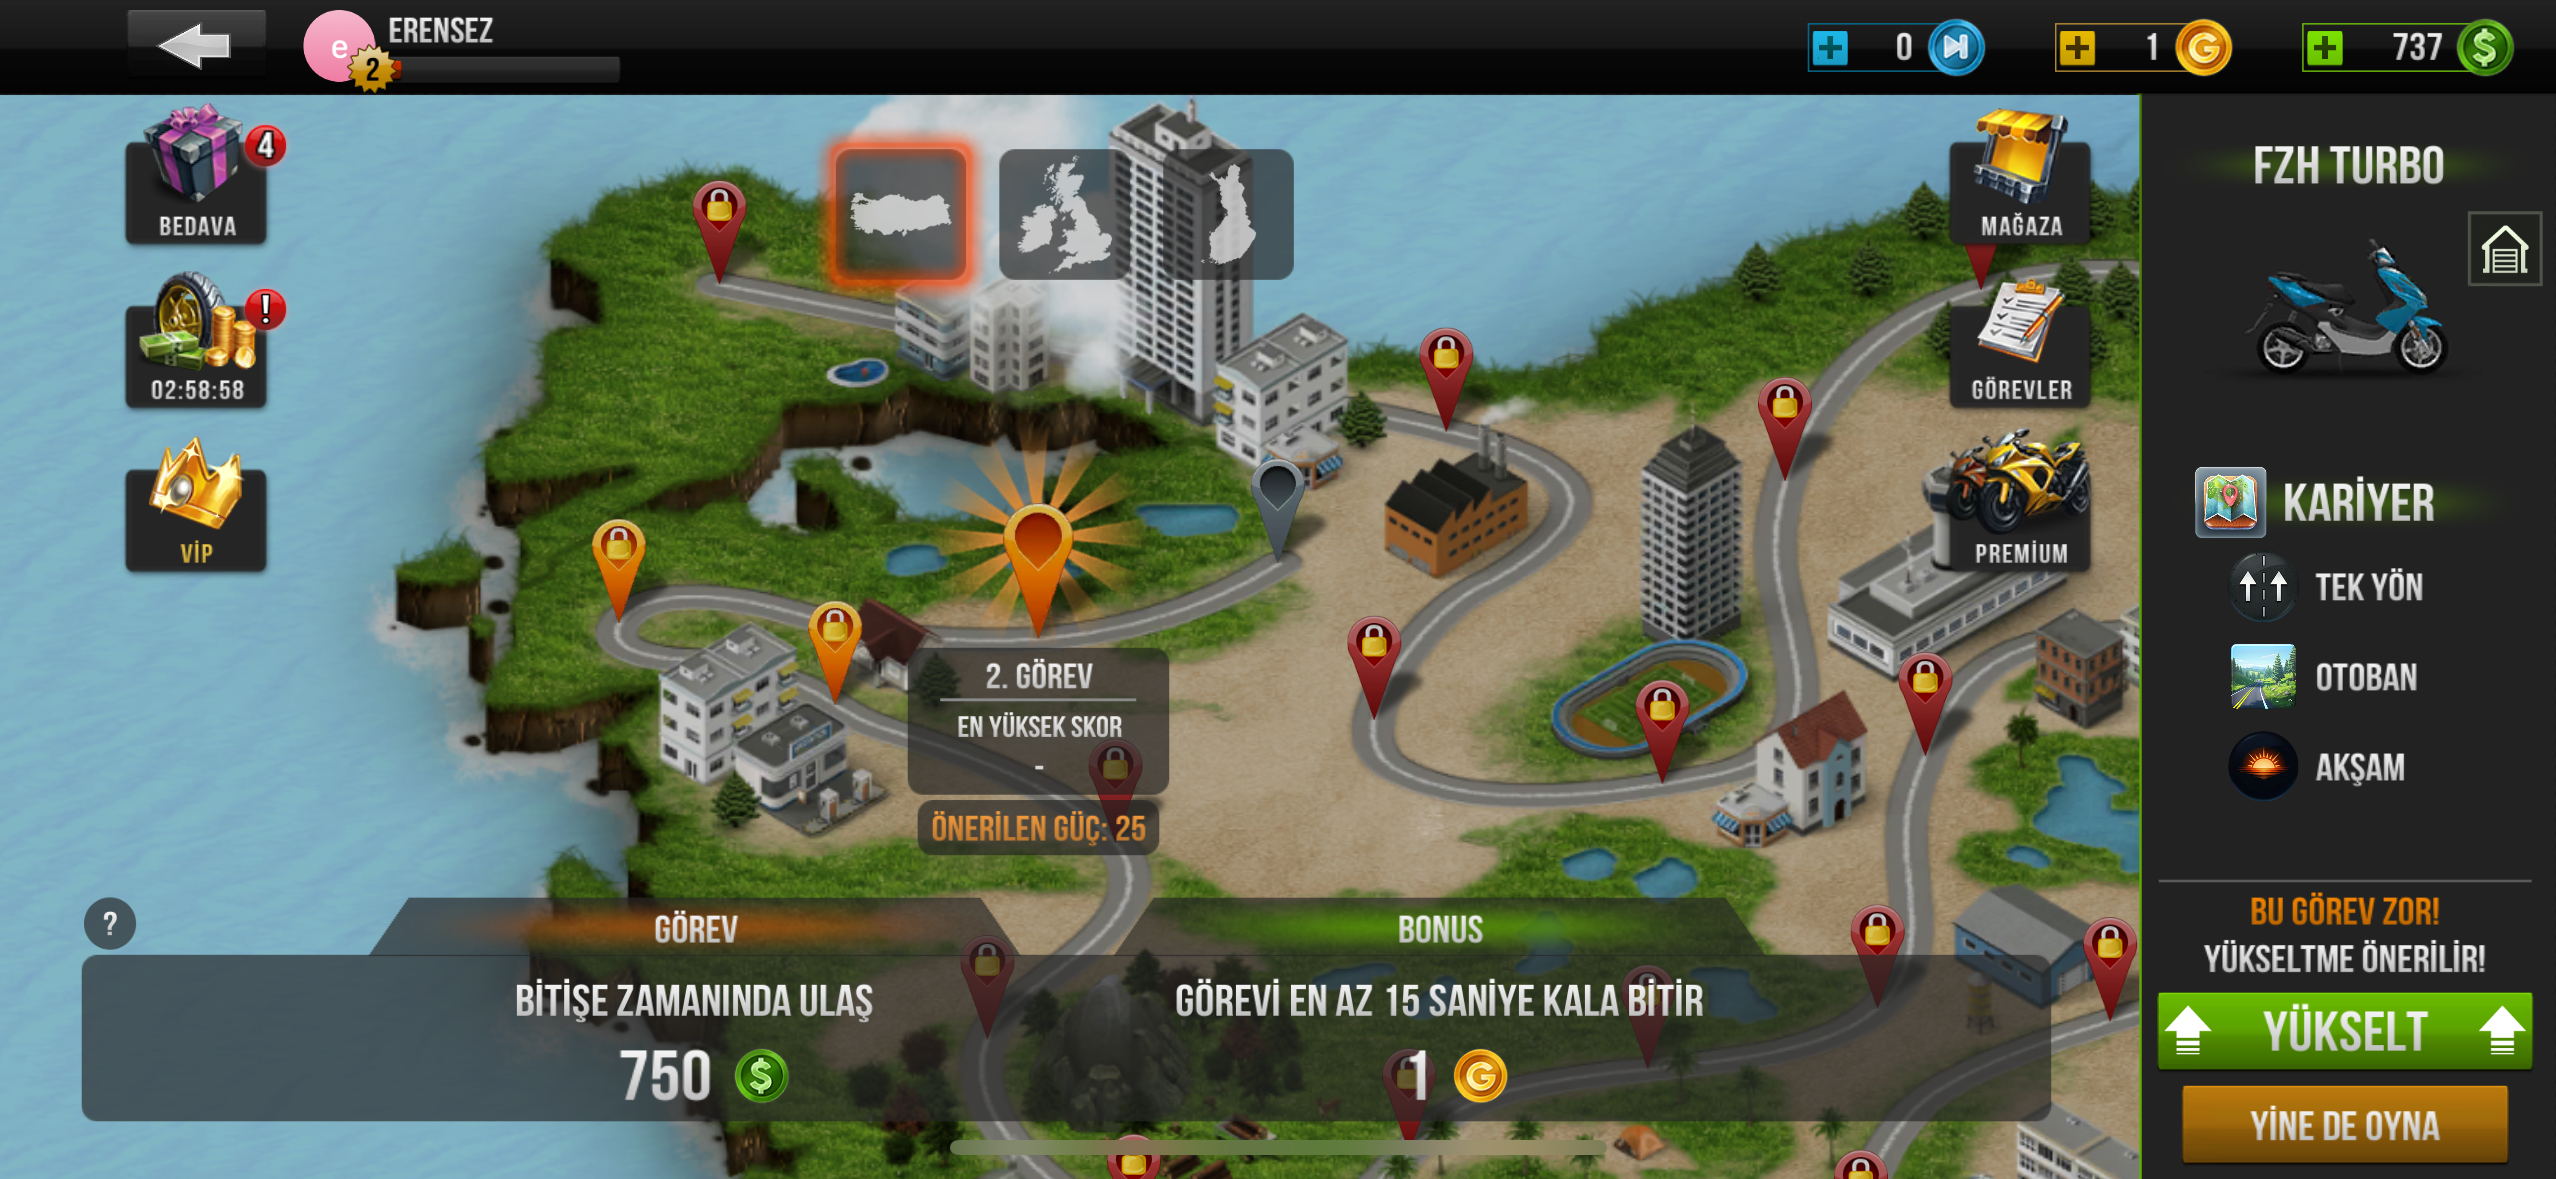 ERENSEZ
e
2
0
1
G
737
$
4
BEDAVA
!
02:58:58
VİP
MAĞAZA
GÖREVLER
PREMİUM
FZH TURBO
KARİYER
TEK YÖN
OTOBAN
AKŞAM
2. GÖREV
EN YÜKSEK SKOR
-
ÖNERİLEN GÜÇ: 25
?
GÖREV
BİTİŞE ZAMANINDA ULAŞ
750 $
BONUS
GÖREVİ EN AZ 15 SANİYE KALA BİTİR
1 G
BU GÖREV ZOR!
YÜKSELTME ÖNERİLİR!
YÜKSELT
YİNE DE OYNA